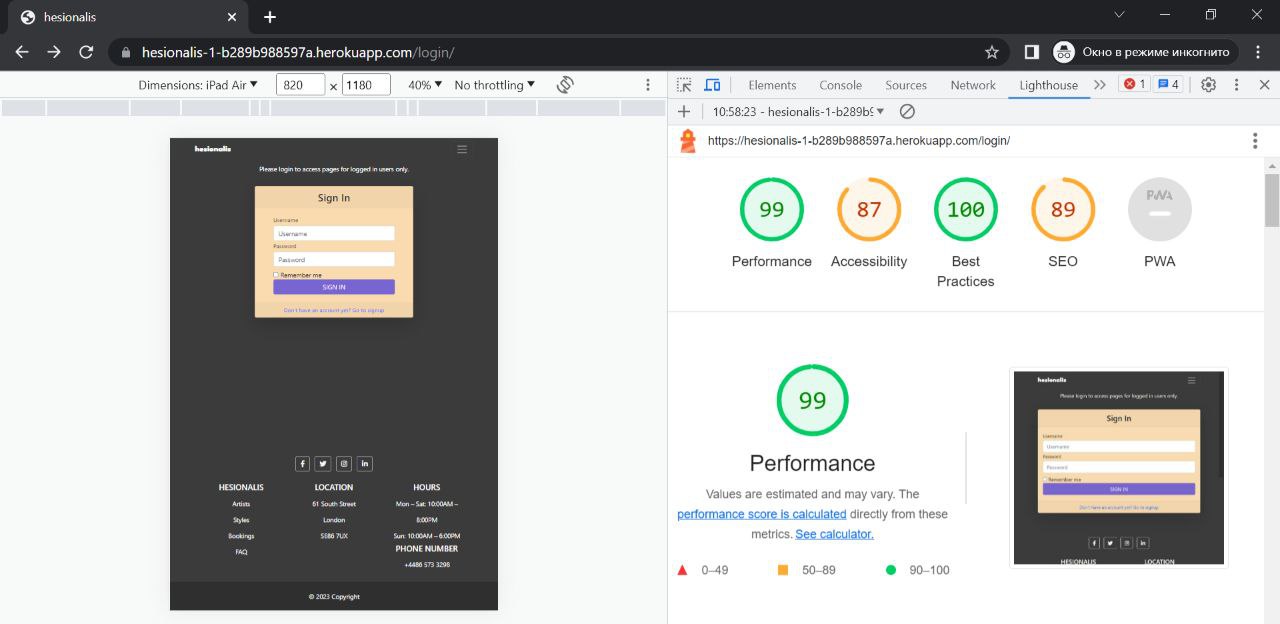 hesionalis
hesionalis-1-b289b988597a.herokuapp.com/login/
Окно в режиме инкогнито
Dimensions: iPad Air 820 x 1180 40% No throttling
hesionalis
Please login to access pages for logged in users only.
Sign In
Username
Username
Password
Password
Remember me
SIGN IN
Don't have an account yet? Go to signup
HESIONALIS LOCATION HOURS
Artists 61 South Street Mon – Sat: 10:00AM –
Styles London 8:00PM
Bookings SE86 7UX Sun: 10:00AM – 6:00PM
FAQ PHONE NUMBER
+4486 573 3298
© 2023 Copyright
Elements Console Sources Network Lighthouse 1 4
10:58:23 - hesionalis-1-b289b9
https://hesionalis-1-b289b988597a.herokuapp.com/login/
99 87 100 89 PWA
Performance Accessibility Best Practices SEO PWA
99
Performance
Values are estimated and may vary. The
performance score is calculated directly from these
metrics. See calculator.
0–49 50–89 90–100
hesionalis
Please login to access pages for logged in users only.
Sign In
Username
Username
Password
Password
Remember me
SIGN IN
Don't have an account yet? Go to signup
HESIONALIS LOCATION